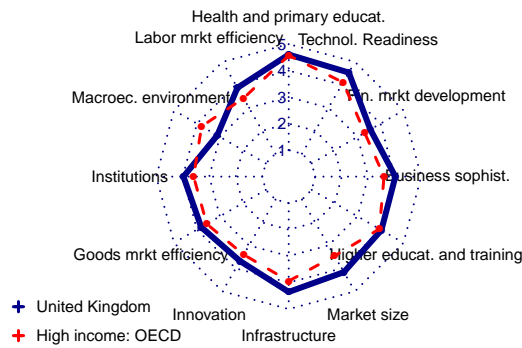 Health and primary educat.
Labor mrkt efficiency
Technol. Readiness
5
4
3
2
1
Macroec. environment
Fin. mrkt development
Institutions
Business sophist.
Goods mrkt efficiency
Higher educat. and training
Innovation
Market size
Infrastructure
United Kingdom
High income: OECD